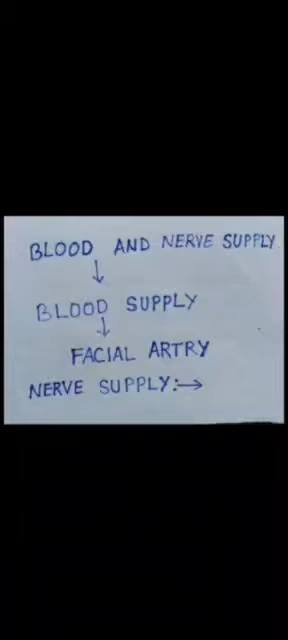 BLOOD AND NERVE SUPPLY
↓
BLOOD SUPPLY
↓
FACIAL ARTRY
NERVE SUPPLY:→